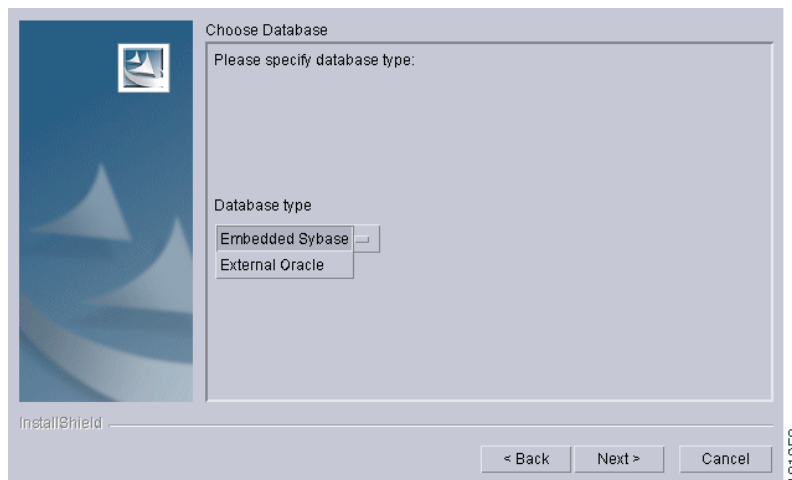 Choose Database
Please specify database type:
Database type
Embedded Sybase
External Oracle
InstallShield
< Back
Next >
Cancel